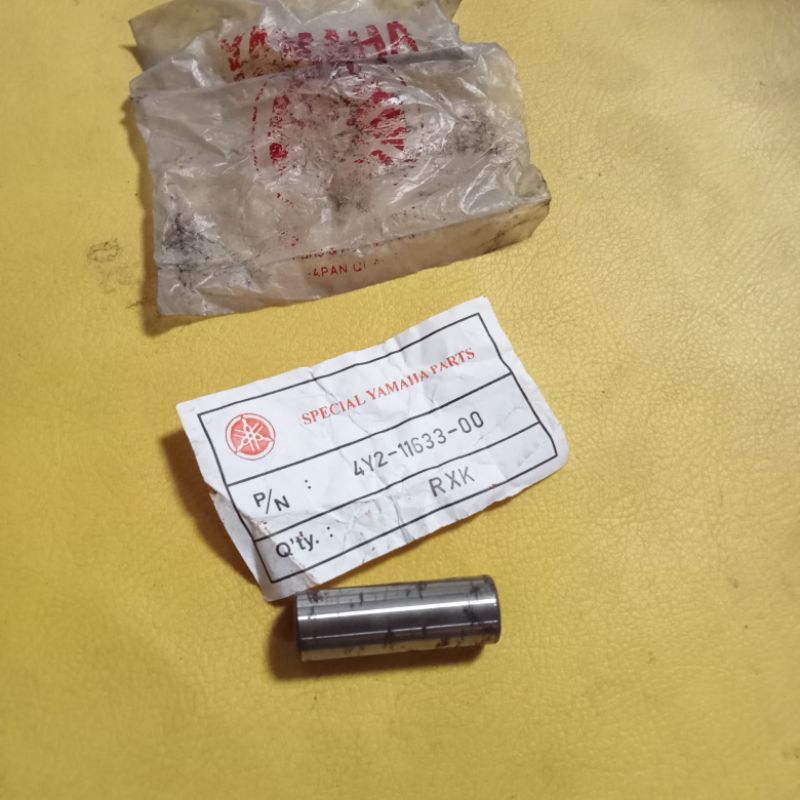 YAMAHA
JAPAN
SPECIAL YAMAHA PARTS
P/N : 4Y2-11633-00
Q'ty. : RXK